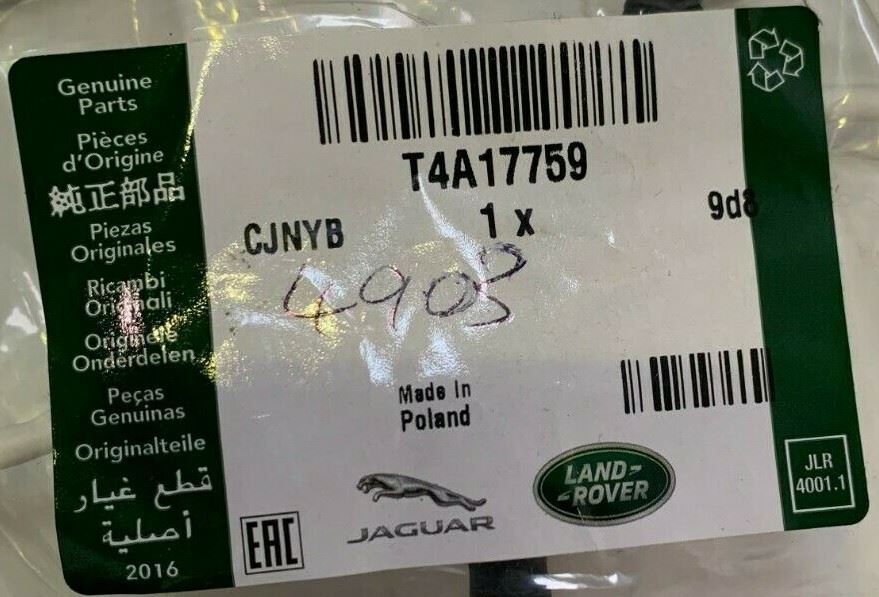 Genuine
Parts
Pièces
d'Origine
純正部品
Piezas
Originales
Ricambi
Originali
Originele
Onderdelen
Peças
Genuinas
Originalteile
قطع غيار
أصلية
2016
T4A17759
CJNYB
1 x
9d8
4908
Made In
Poland
EAC
JAGUAR
LAND-
-ROVER
JLR
4001.1